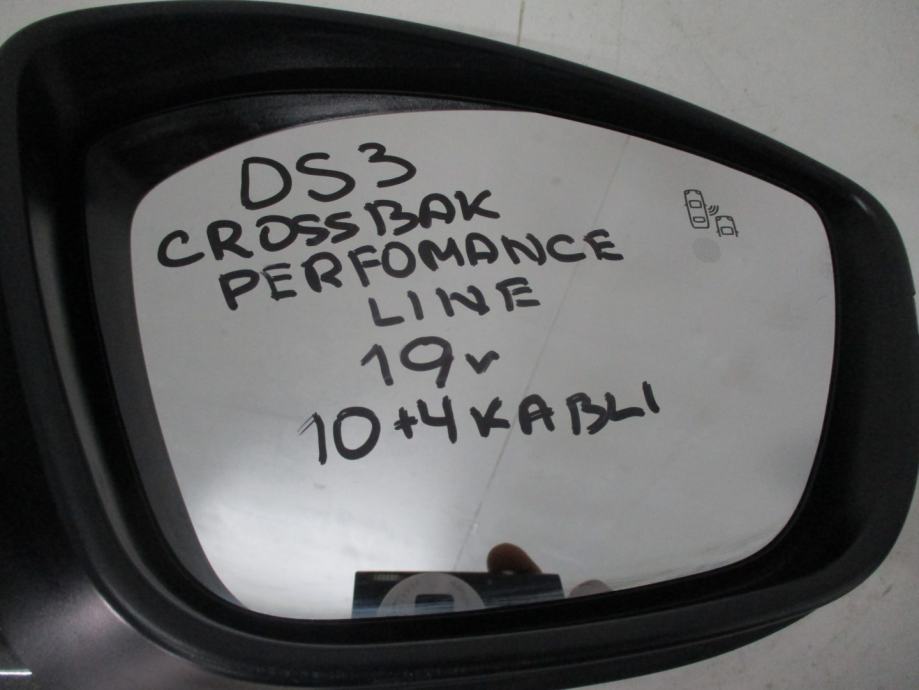 DS3
CROSSBAK
PERFOMANCE
LINE
19v
10+4KABLI